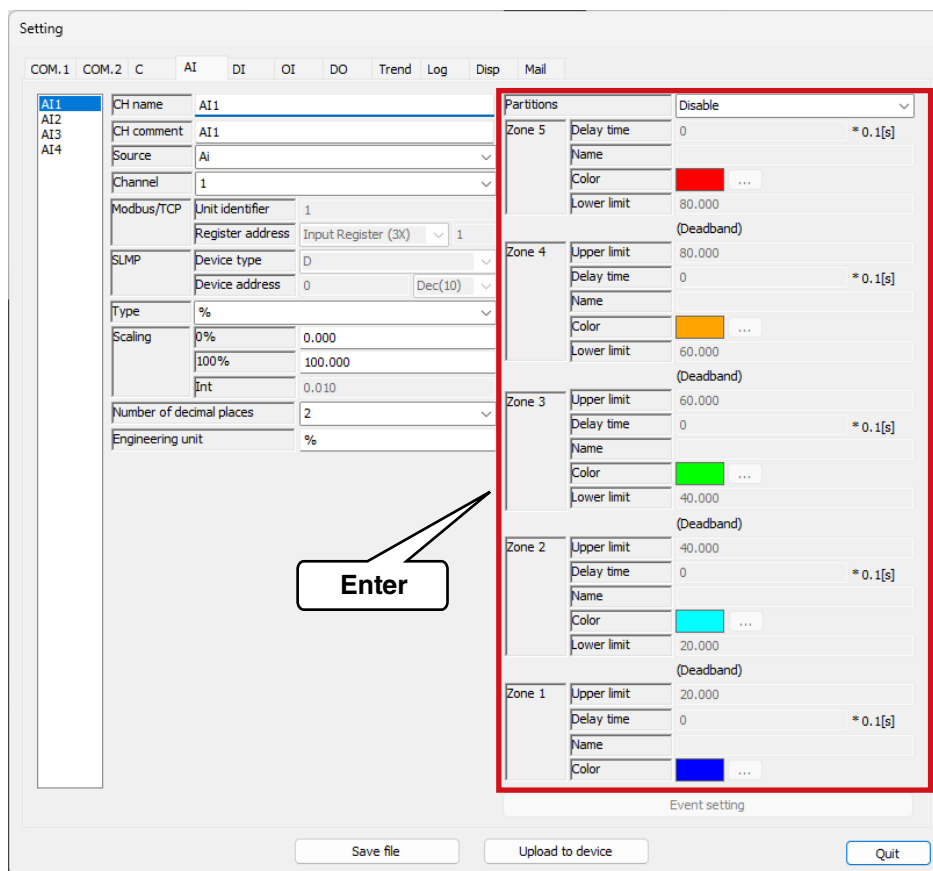 Setting
COM.1 COM.2 C AI DI OI DO Trend Log Disp Mail
AI1
AI2
AI3
AI4
CH name AI1
CH comment AI1
Source Ai
Channel 1
Modbus/TCP Unit identifier 1
Register address Input Register (3X) 1
SLMP Device type D
Device address 0 Dec(10)
Type %
Scaling 0% 0.000
100% 100.000
Int 0.010
Number of decimal places 2
Engineering unit %
Enter
Partitions Disable
Zone 5 Delay time 0 * 0.1[s]
Name
Color ...
Lower limit 80.000
(Deadband)
Zone 4 Upper limit 80.000
Delay time 0 * 0.1[s]
Name
Color ...
Lower limit 60.000
(Deadband)
Zone 3 Upper limit 60.000
Delay time 0 * 0.1[s]
Name
Color ...
Lower limit 40.000
(Deadband)
Zone 2 Upper limit 40.000
Delay time 0 * 0.1[s]
Name
Color ...
Lower limit 20.000
(Deadband)
Zone 1 Upper limit 20.000
Delay time 0 * 0.1[s]
Name
Color ...
Event setting
Save file Upload to device Quit